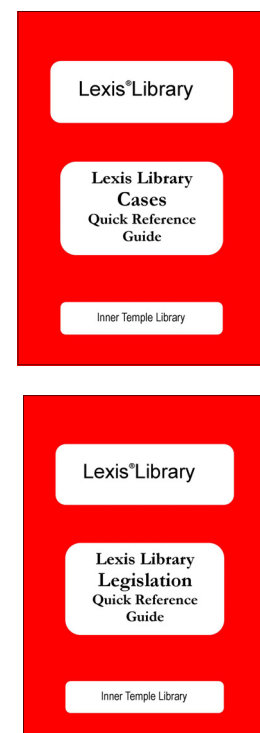 Lexis®Library
Lexis Library
Cases
Quick Reference
Guide
Inner Temple Library
Lexis®Library
Lexis Library
Legislation
Quick Reference
Guide
Inner Temple Library